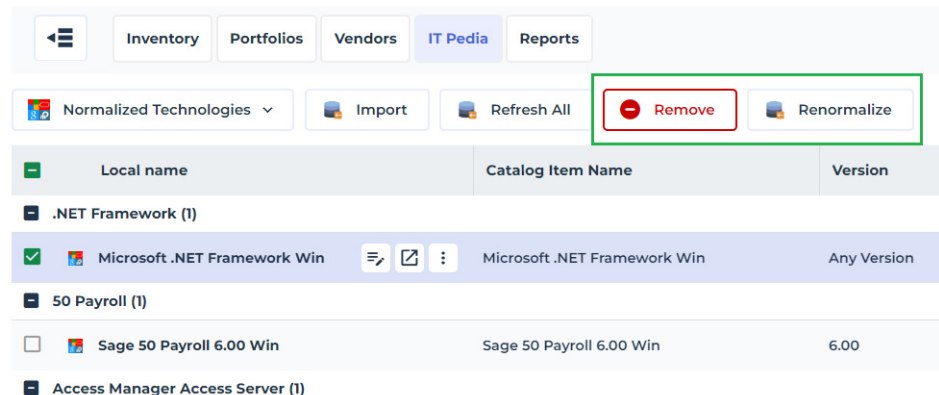 Inventory Portfolios Vendors IT Pedia Reports
Normalized Technologies Import Refresh All Remove Renormalize
Local name Catalog Item Name Version
.NET Framework (1)
Microsoft .NET Framework Win Microsoft .NET Framework Win Any Version
50 Payroll (1)
Sage 50 Payroll 6.00 Win Sage 50 Payroll 6.00 Win 6.00
Access Manager Access Server (1)